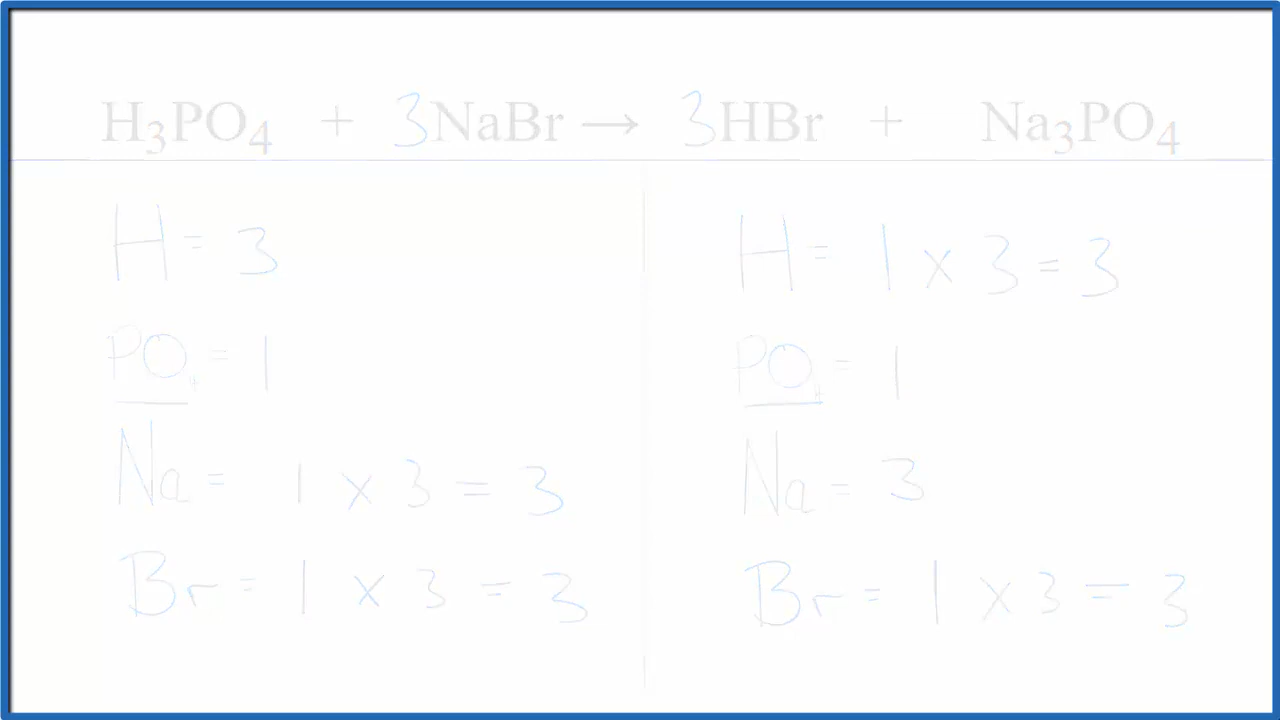 H₃PO₄ + 3NaBr → 3HBr + Na₃PO₄
H = 3
PO₄ = 1
Na = 1 x 3 = 3
Br = 1 x 3 = 3
H = 1 x 3 = 3
PO₄ = 1
Na = 3
Br = 1 x 3 = 3